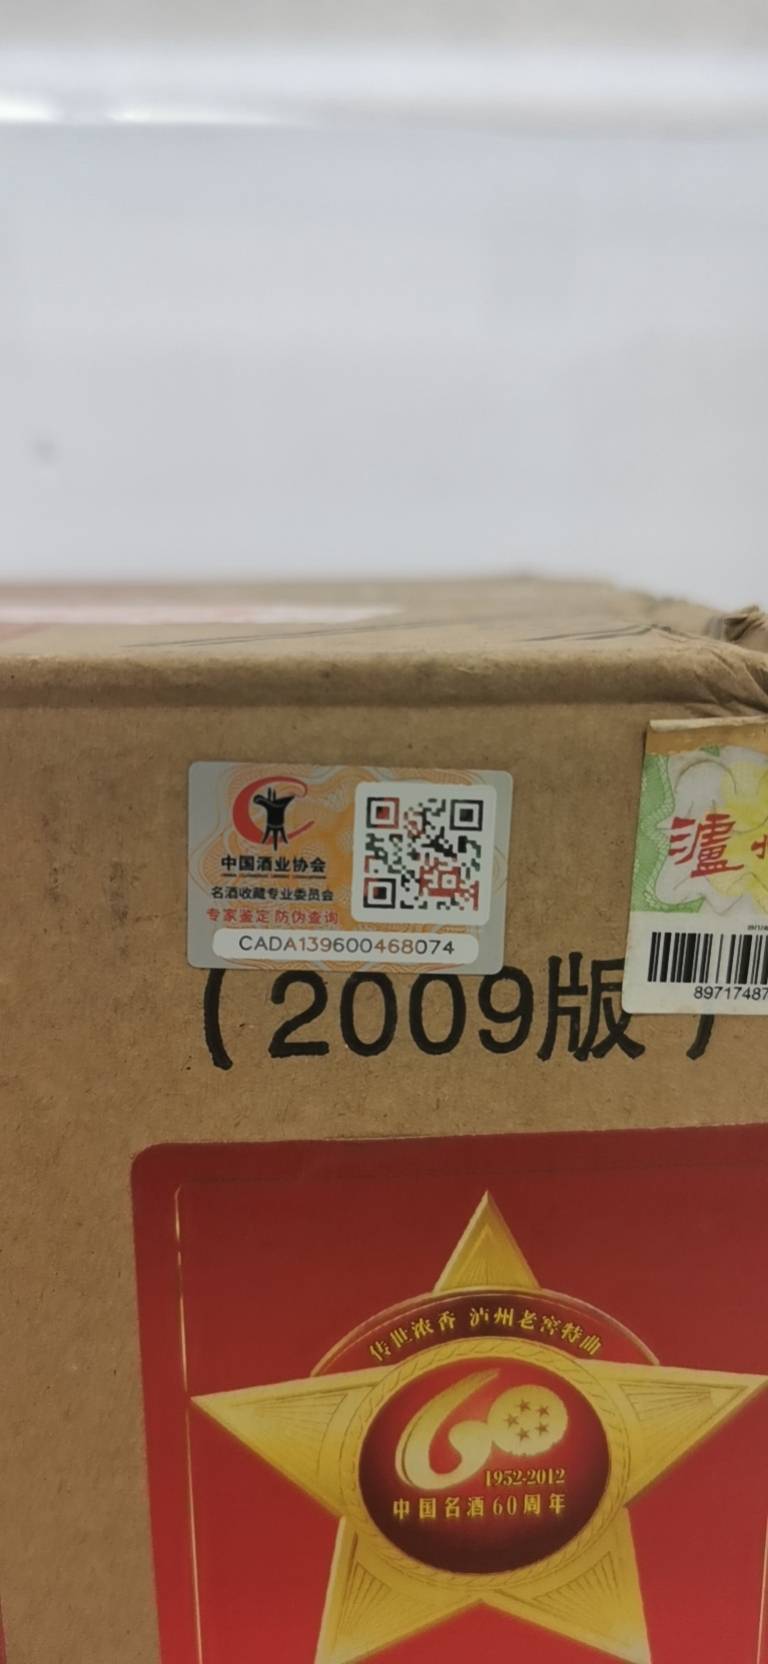 中国酒业协会
名酒收藏专业委员会
专家鉴定 防伪查询
CADA139600468074
瀘
89717487
(2009版)
传世浓香 泸州老窖特曲
60
1952-2012
中国名酒60周年